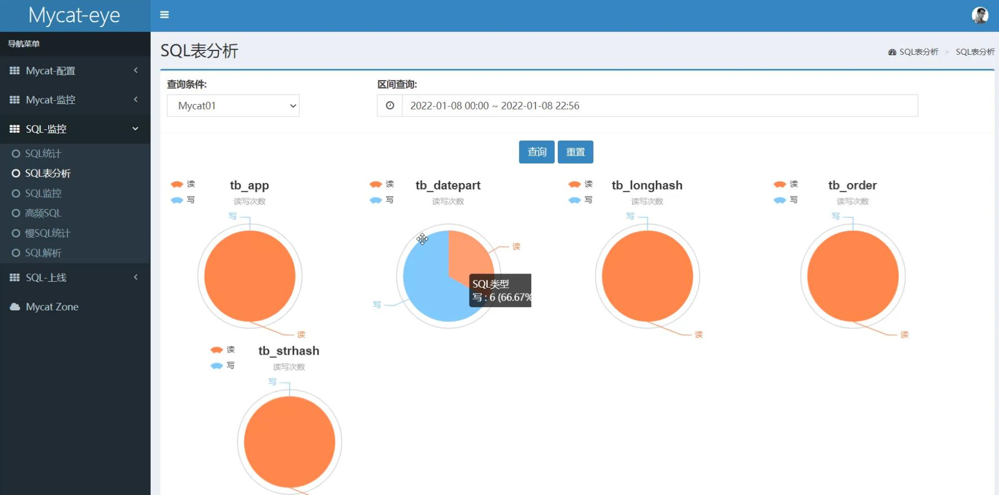 Mycat-eye
导航菜单
Mycat-配置
Mycat-监控
SQL-监控
SQL统计
SQL表分析
SQL监控
高频SQL
慢SQL统计
SQL解析
SQL-上线
Mycat Zone
SQL表分析
SQL表分析 > SQL表分析
查询条件:
Mycat01
区间查询:
2022-01-08 00:00 ~ 2022-01-08 22:56
查询 重置
读
写
tb_app
读写次数
写
读
读
写
tb_datepart
读写次数
读
写
SQL类型
写 : 6 (66.67%
读
写
tb_longhash
读写次数
写
读
读
写
tb_order
读写次数
写
读
读
写
tb_strhash
读写次数
写